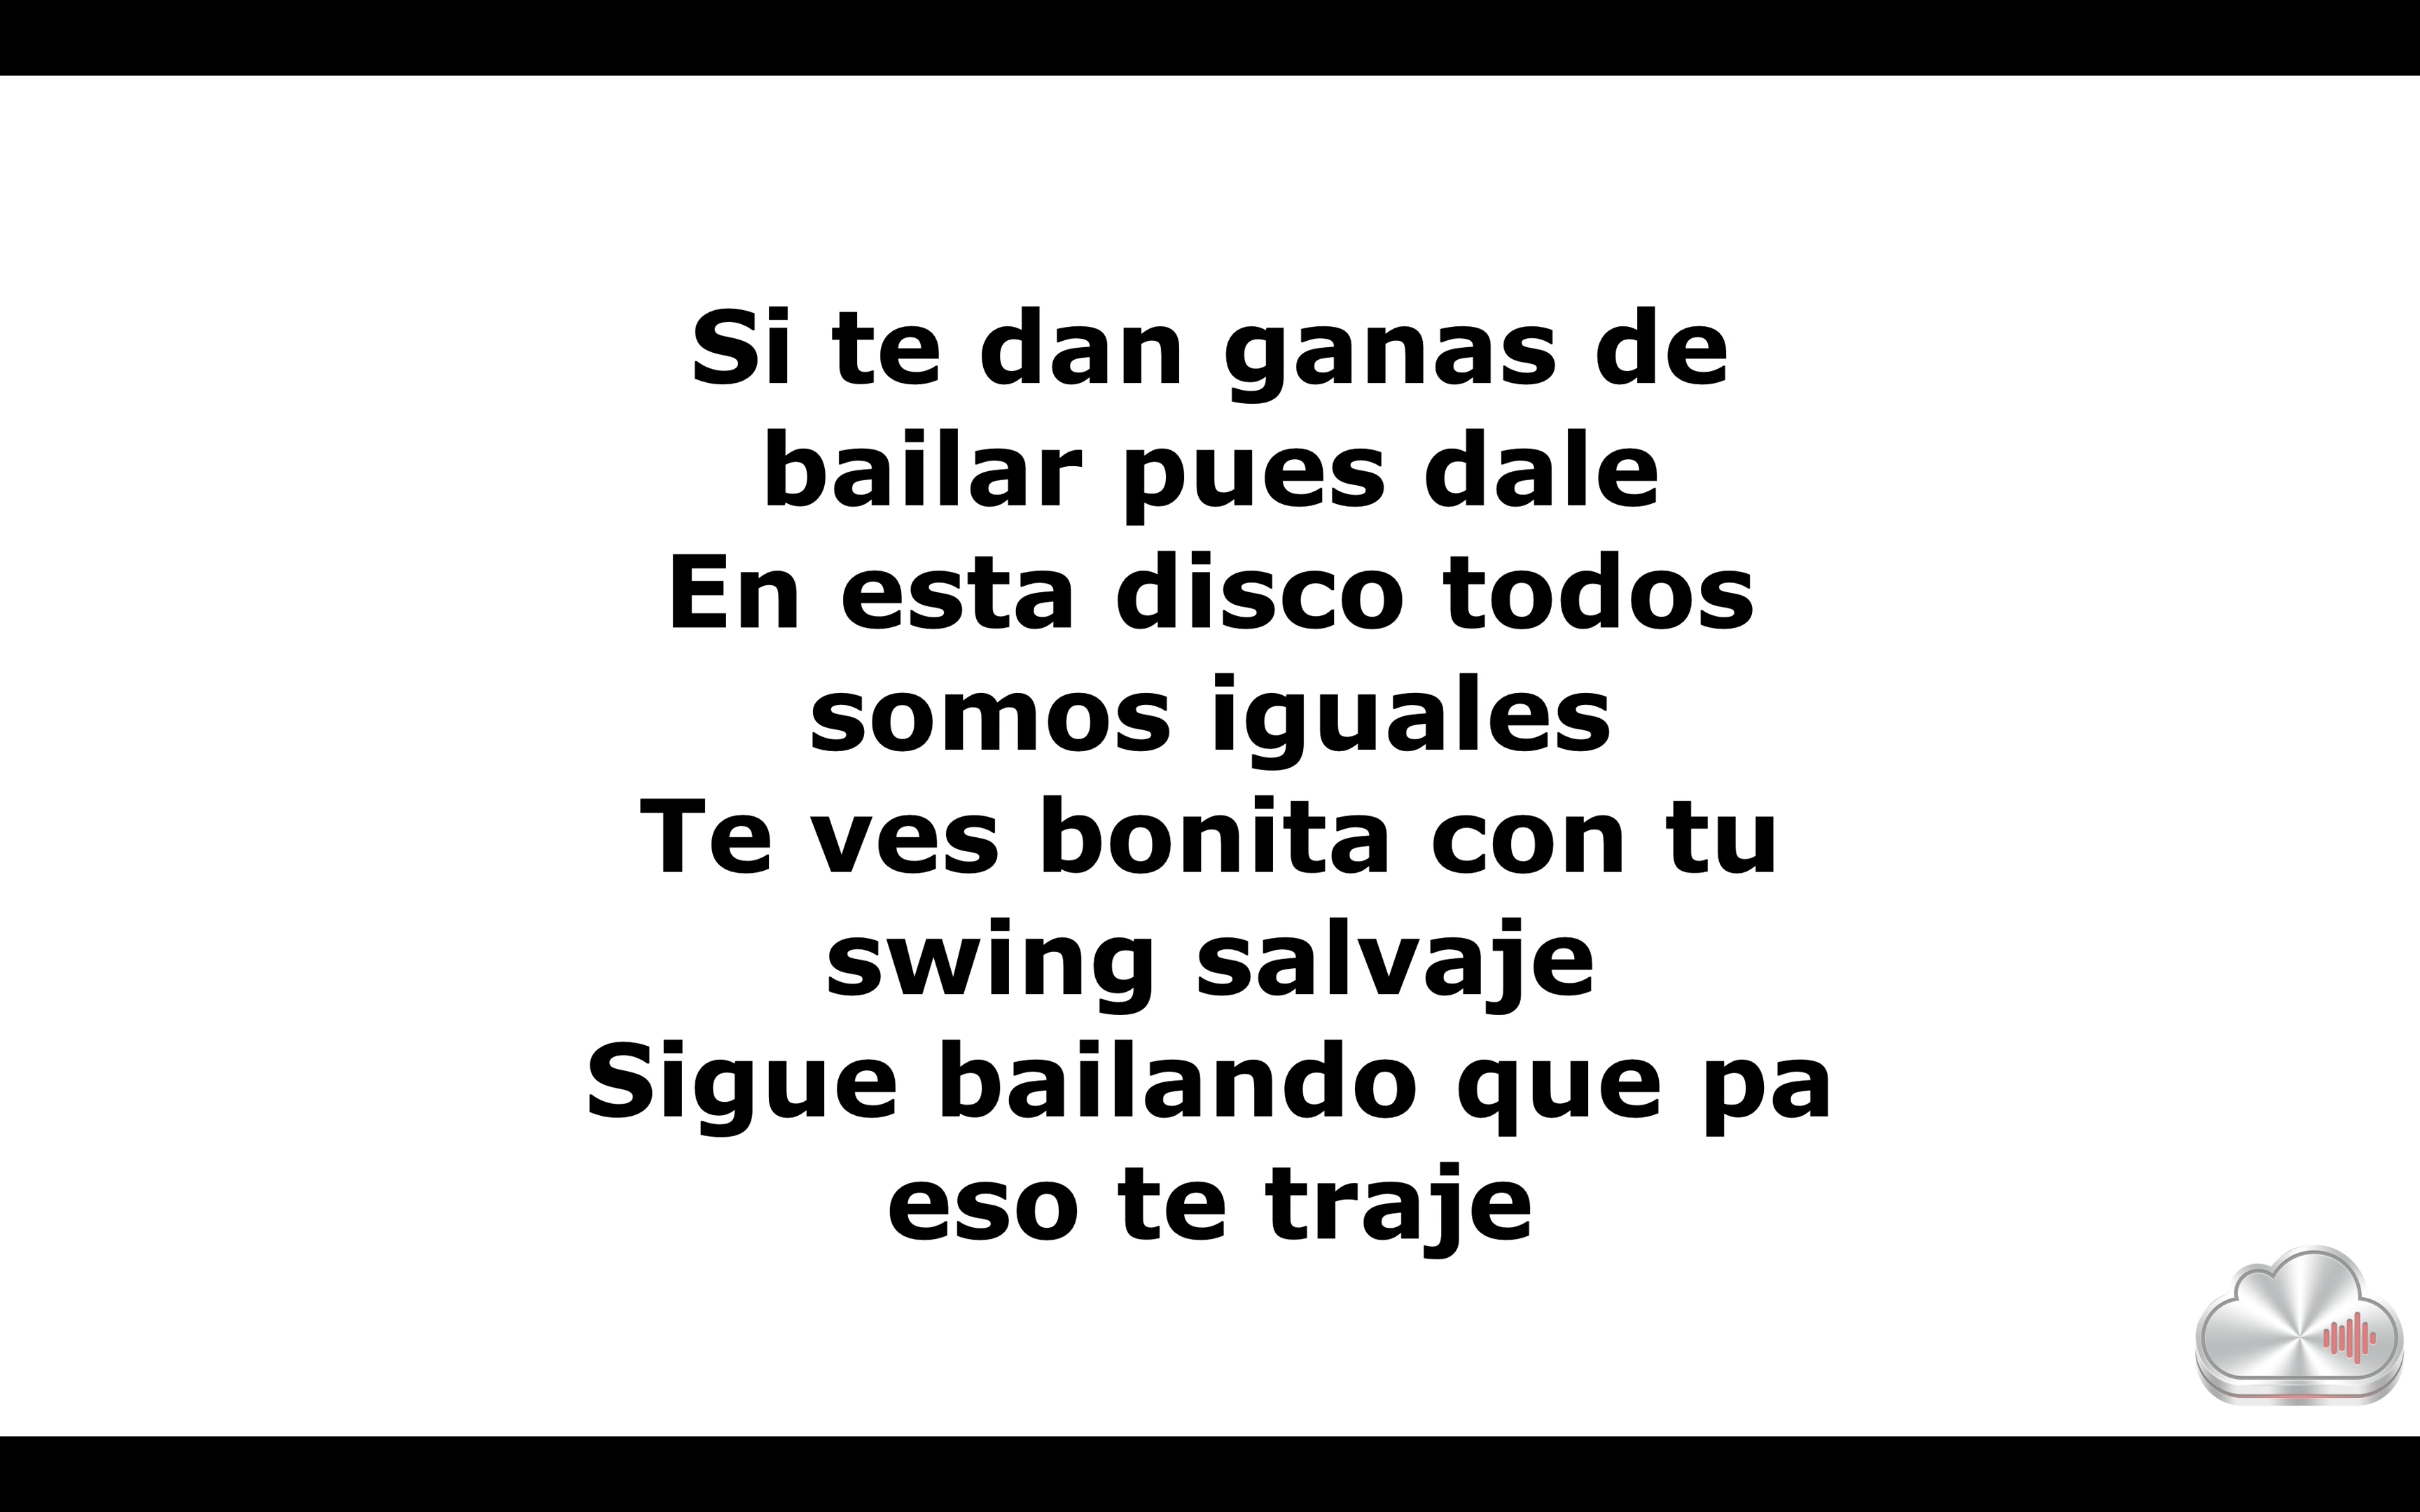 Si te dan ganas de
bailar pues dale
En esta disco todos
somos iguales
Te ves bonita con tu
swing salvaje
Sigue bailando que pa
eso te traje